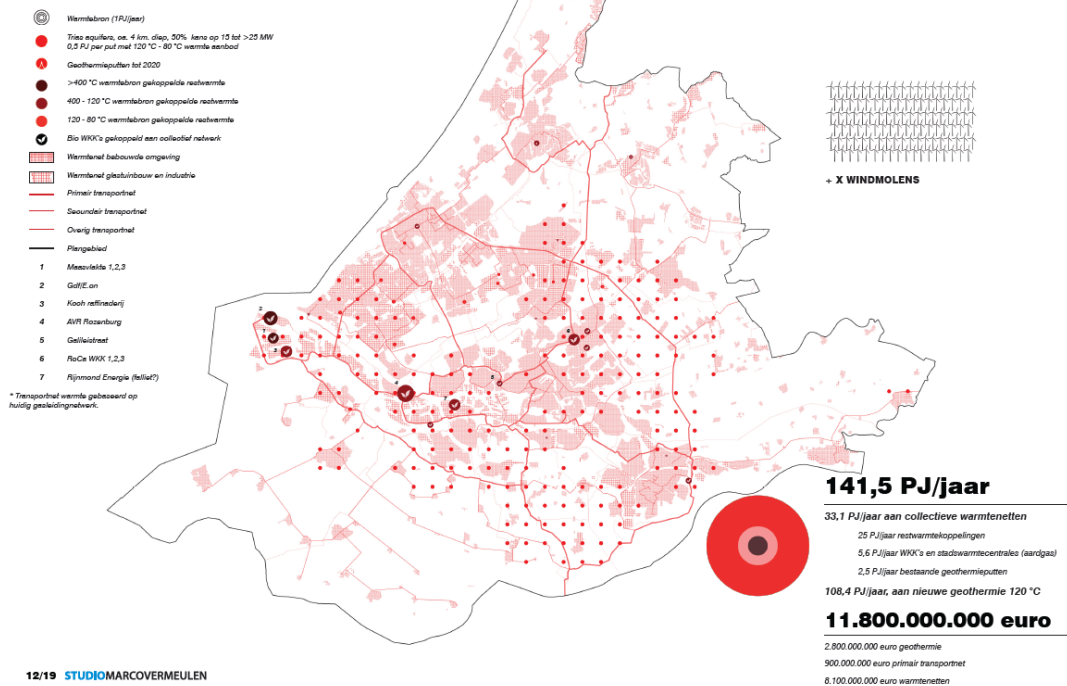 Warmtebron (1PJ/jaar)
Trias aquifers, ca. 4 km. diep, 50% kans op 15 tot >25 MW
0,5 PJ per put met 120 °C - 80 °C warmte aanbod
Geothermieputten tot 2020
>400 °C warmtebron gekoppelde restwarmte
400 - 120 °C warmtebron gekoppelde restwarmte
120 - 80 °C warmtebron gekoppelde restwarmte
Bio WKK's gekoppeld aan collectief netwerk
Warmtenet bebouwde omgeving
Warmtenet glastuinbouw en industrie
Primair transportnet
Secundair transportnet
Overig transportnet
Plangebied
1 Maasvlakte 1,2,3
2 Gdf/E.on
3 Koch raffinaderij
4 AVR Rozenburg
5 Galileistraat
6 RoCa WKK 1,2,3
7 Rijnmond Energie (failliet?)
* Transportnet warmte gebaseerd op
huidig gasleidingnetwerk.
+ X WINDMOLENS
2
1
3
4
7
5
6
141,5 PJ/jaar
33,1 PJ/jaar aan collectieve warmtenetten
25 PJ/jaar restwarmtekoppelingen
5,6 PJ/jaar WKK's en stadswarmtecentrales (aardgas)
2,5 PJ/jaar bestaande geothermieputten
108,4 PJ/jaar, aan nieuwe geothermie 120 °C
11.800.000.000 euro
2.800.000.000 euro geothermie
900.000.000 euro primair transportnet
8.100.000.000 euro warmtenetten
12/19 STUDIOMARCOVERMEULEN